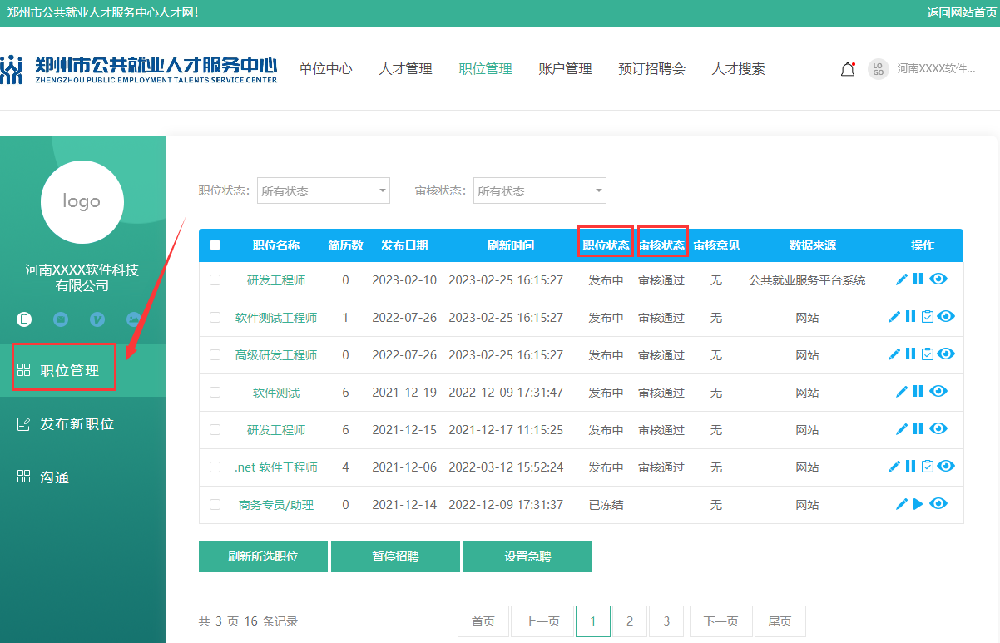 郑州市公共就业人才服务中心人才网！ 返回网站首页
郑州市公共就业人才服务中心
ZHENGZHOU PUBLIC EMPLOYMENT TALENTS SERVICE CENTER
单位中心 人才管理 职位管理 账户管理 预订招聘会 人才搜索
LO
GO
河南XXXX软件...
logo
河南XXXX软件科技
有限公司
职位管理
发布新职位
沟通
职位状态: 所有状态 审核状态: 所有状态
职位名称 简历数 发布日期 刷新时间 职位状态 审核状态 审核意见 数据来源 操作
研发工程师 0 2023-02-10 2023-02-25 16:15:27 发布中 审核通过 无 公共就业服务平台系统
软件测试工程师 1 2022-07-26 2023-02-25 16:15:27 发布中 审核通过 无 网站
高级研发工程师 0 2022-07-26 2023-02-25 16:15:27 发布中 审核通过 无 网站
软件测试 6 2021-12-19 2022-12-09 17:31:47 发布中 审核通过 无 网站
研发工程师 6 2021-12-15 2021-12-17 11:15:25 发布中 审核通过 无 网站
.net 软件工程师 4 2021-12-06 2022-03-12 15:52:24 发布中 审核通过 无 网站
商务专员/助理 0 2021-12-14 2022-12-09 17:31:37 已冻结 无 网站
刷新所选职位 暂停招聘 设置急聘
共 3 页 16 条记录 首页 上一页 1 2 3 下一页 尾页